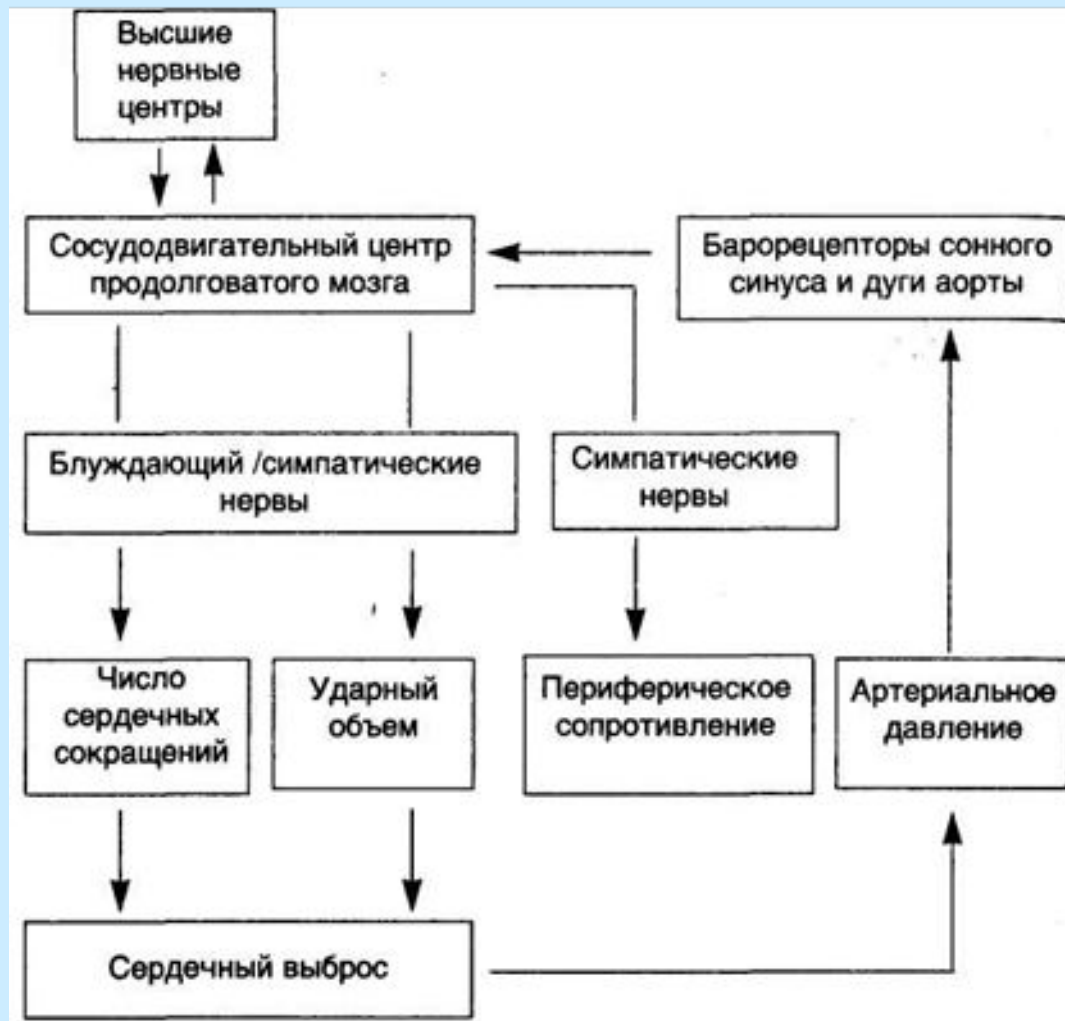 Высшие
нервные
центры
Сосудодвигательный центр
продолговатого мозга
Барорецепторы сонного
синуса и дуги аорты
Блуждающий /симпатические
нервы
Симпатические
нервы
Число
сердечных
сокращений
Ударный
объем
Периферическое
сопротивление
Артериальное
давление
Сердечный выброс